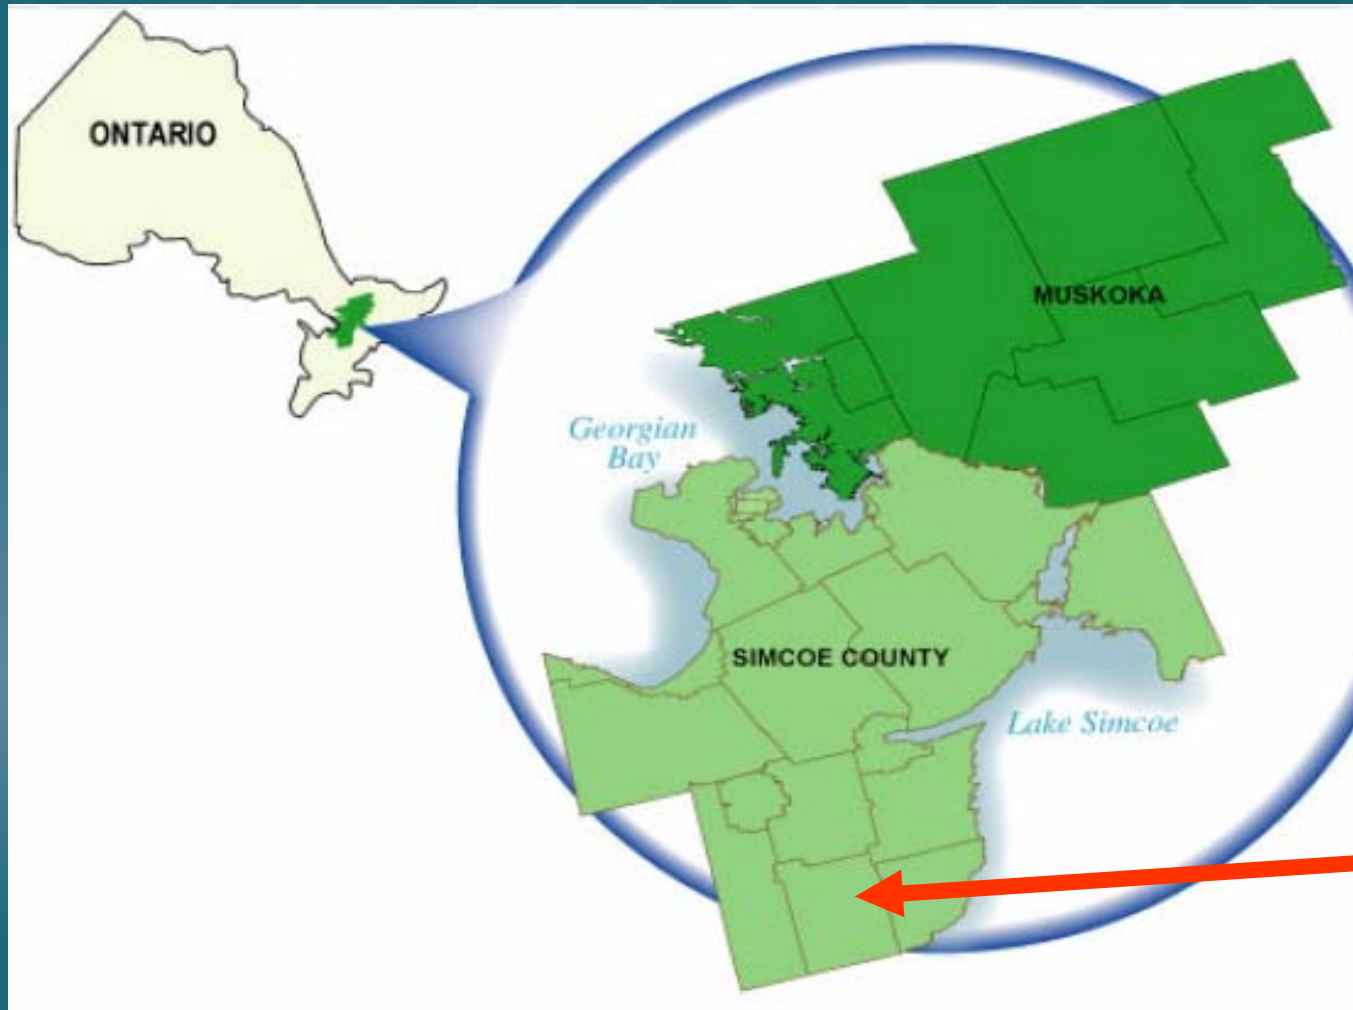 ONTARIO
MUSKOKA
Georgian
Bay
SIMCOE COUNTY
Lake Simcoe